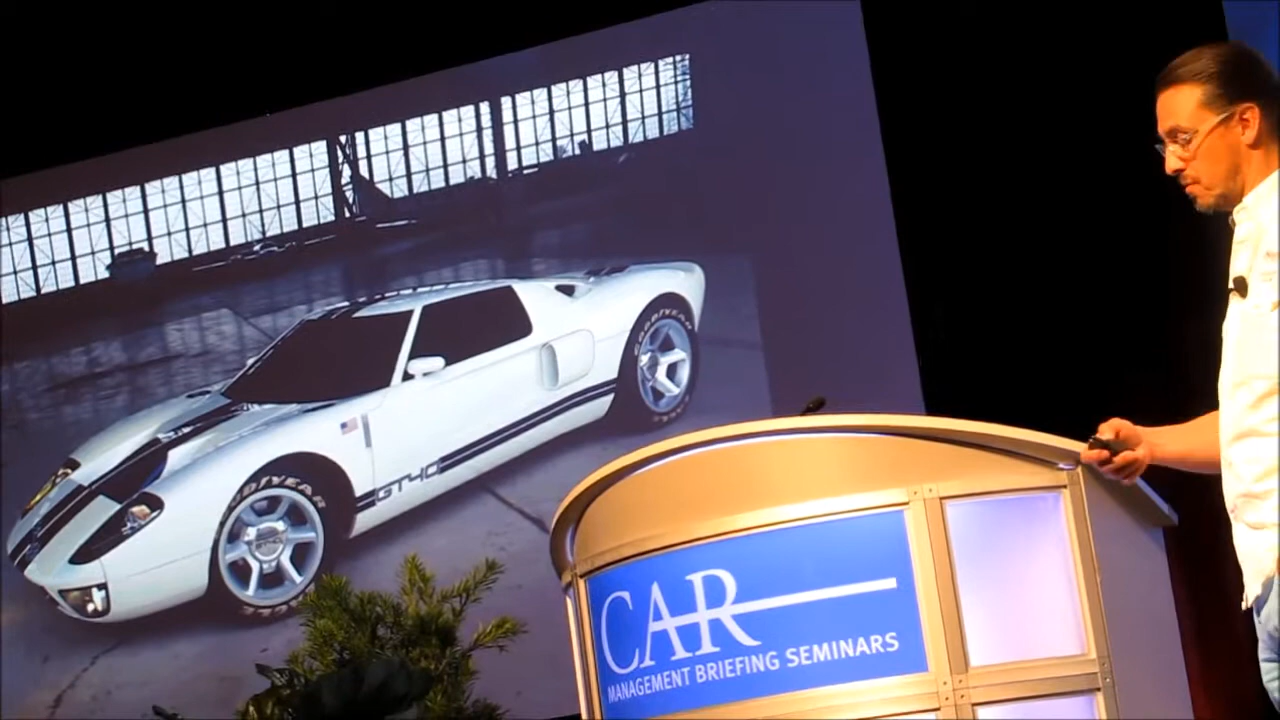 GOODYEAR
GT40
GOODYEAR
CAR
MANAGEMENT BRIEFING SEMINARS